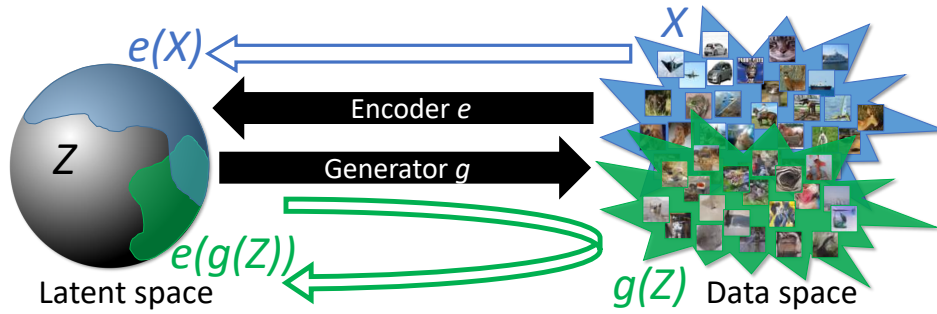 e(X)
X
Encoder e
Z
Generator g
e(g(Z))
g(Z)
Latent space
Data space